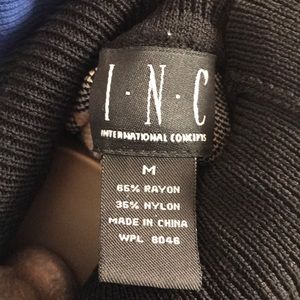 I·N·C
INTERNATIONAL CONCEPTS
M
65% RAYON
35% NYLON
MADE IN CHINA
WPL 8046